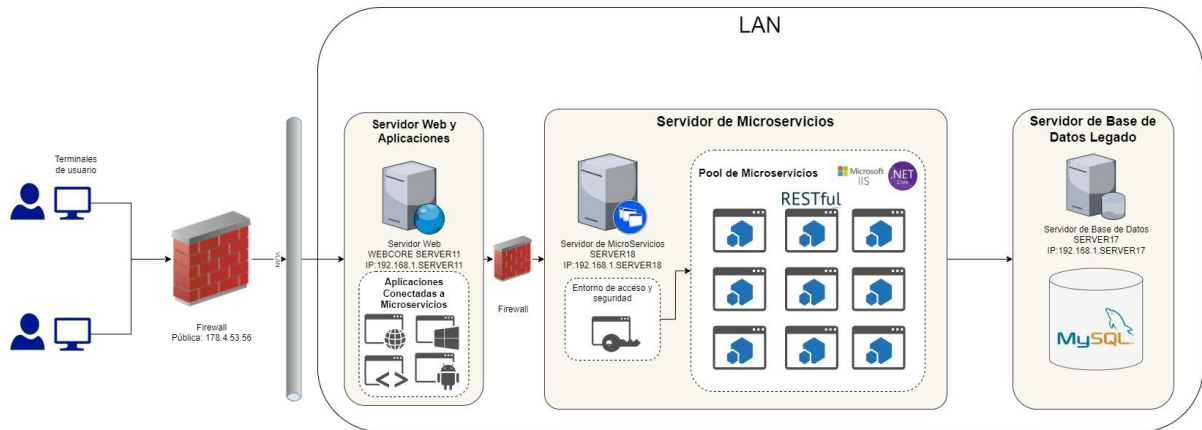 LAN
Terminales
de usuario
Firewall
Pública: 178.4.53.56
VLAN
Servidor Web y
Aplicaciones
Servidor Web
WEBCORE SERVER11
IP:192.168.1.SERVER11
Aplicaciones
Conectadas a
Microservicios
Firewall
Servidor de Microservicios
Servidor de MicroServicios
SERVER18
IP:192.168.1.SERVER18
Entorno de acceso y
seguridad
Pool de Microservicios
Microsoft
IIS
.NET
Core
RESTful
Servidor de Base de
Datos Legado
Servidor de Base de Datos
SERVER17
IP:192.168.1.SERVER17
MySQL